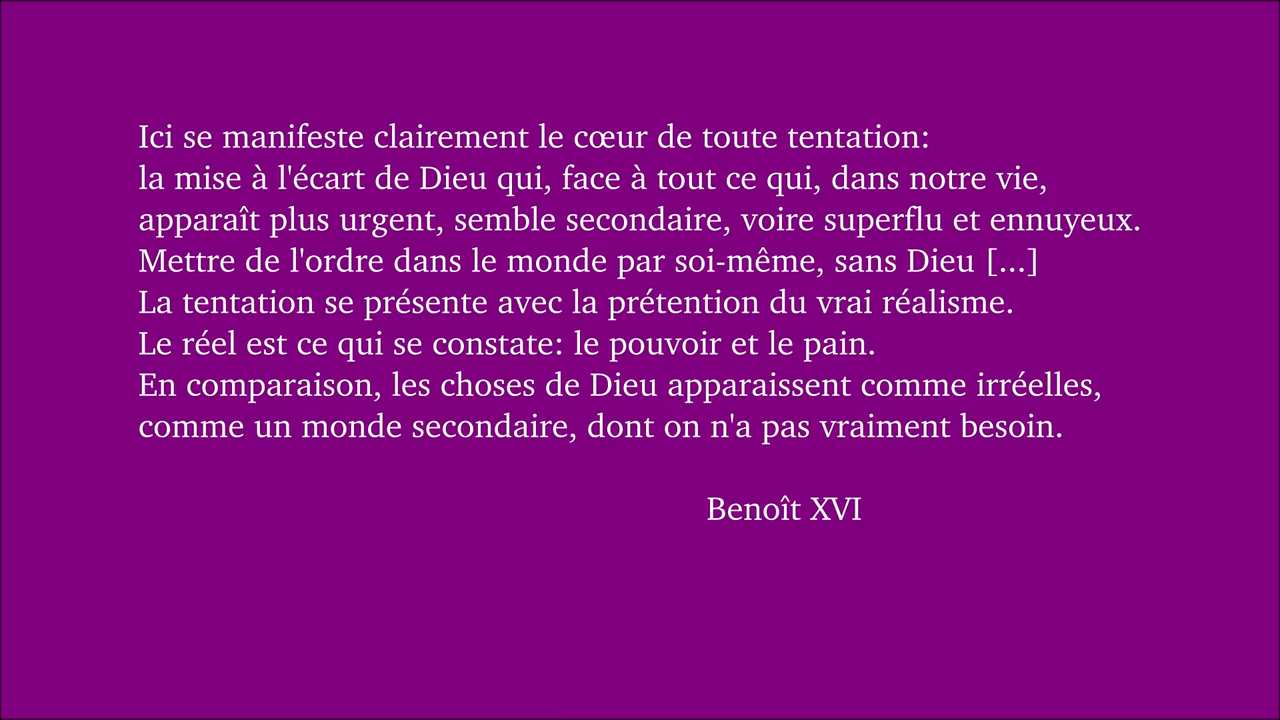 Ici se manifeste clairement le cœur de toute tentation:
la mise à l'écart de Dieu qui, face à tout ce qui, dans notre vie,
apparaît plus urgent, semble secondaire, voire superflu et ennuyeux.
Mettre de l'ordre dans le monde par soi-même, sans Dieu [...]
La tentation se présente avec la prétention du vrai réalisme.
Le réel est ce qui se constate: le pouvoir et le pain.
En comparaison, les choses de Dieu apparaissent comme irréelles,
comme un monde secondaire, dont on n'a pas vraiment besoin.
Benoît XVI